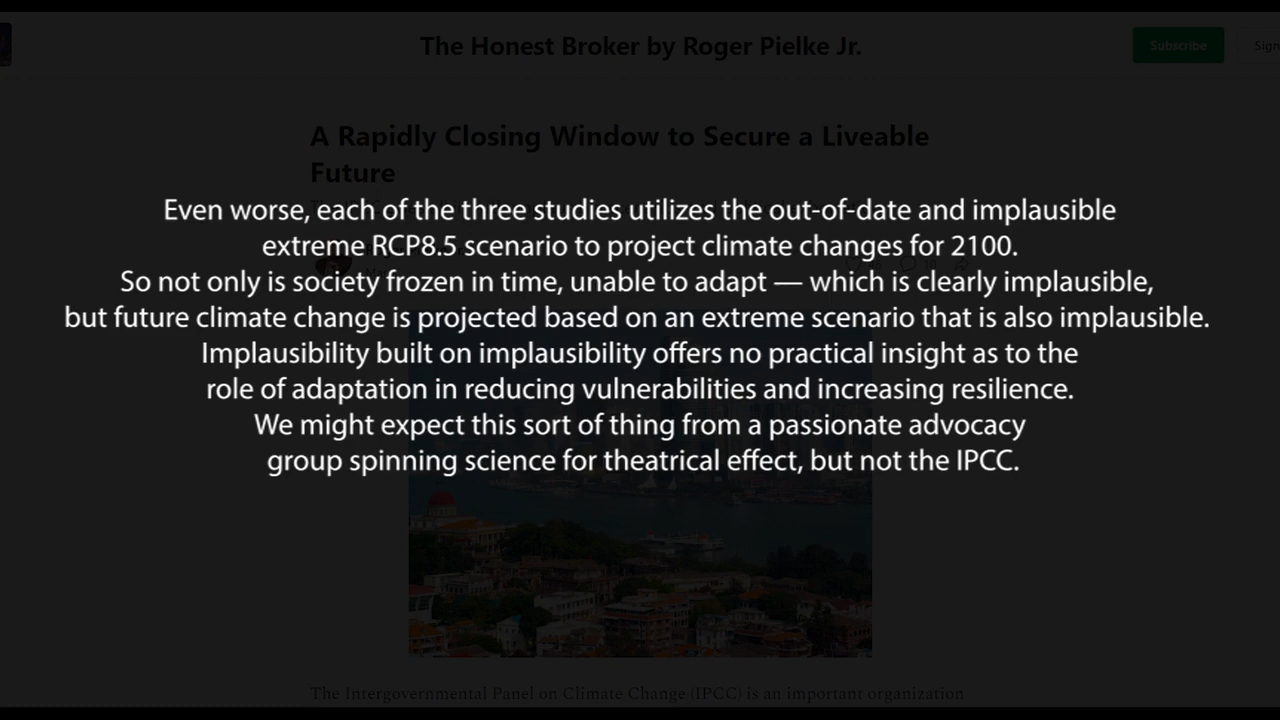 The Honest Broker by Roger Pielke Jr.
Subscribe
Sign
A Rapidly Closing Window to Secure a Liveable
Future
Even worse, each of the three studies utilizes the out-of-date and implausible
extreme RCP8.5 scenario to project climate changes for 2100.
So not only is society frozen in time, unable to adapt — which is clearly implausible,
but future climate change is projected based on an extreme scenario that is also implausible.
Implausibility built on implausibility offers no practical insight as to the
role of adaptation in reducing vulnerabilities and increasing resilience.
We might expect this sort of thing from a passionate advocacy
group spinning science for theatrical effect, but not the IPCC.
The Intergovernmental Panel on Climate Change (IPCC) is an important organization